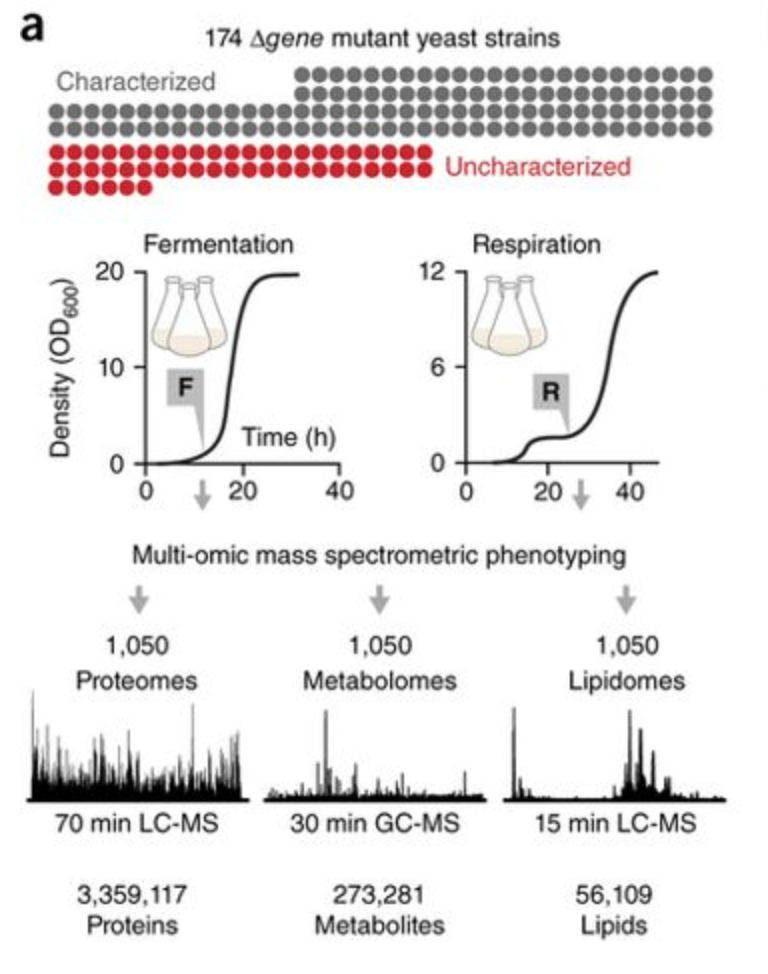 a
174 Δgene mutant yeast strains
Characterized
Uncharacterized
Fermentation
Respiration
Density (OD600)
20
10
0
F
Time (h)
0 20 40
12
6
0
R
0 20 40
Multi-omic mass spectrometric phenotyping
1,050 1,050 1,050
Proteomes Metabolomes Lipidomes
70 min LC-MS 30 min GC-MS 15 min LC-MS
3,359,117 273,281 56,109
Proteins Metabolites Lipids